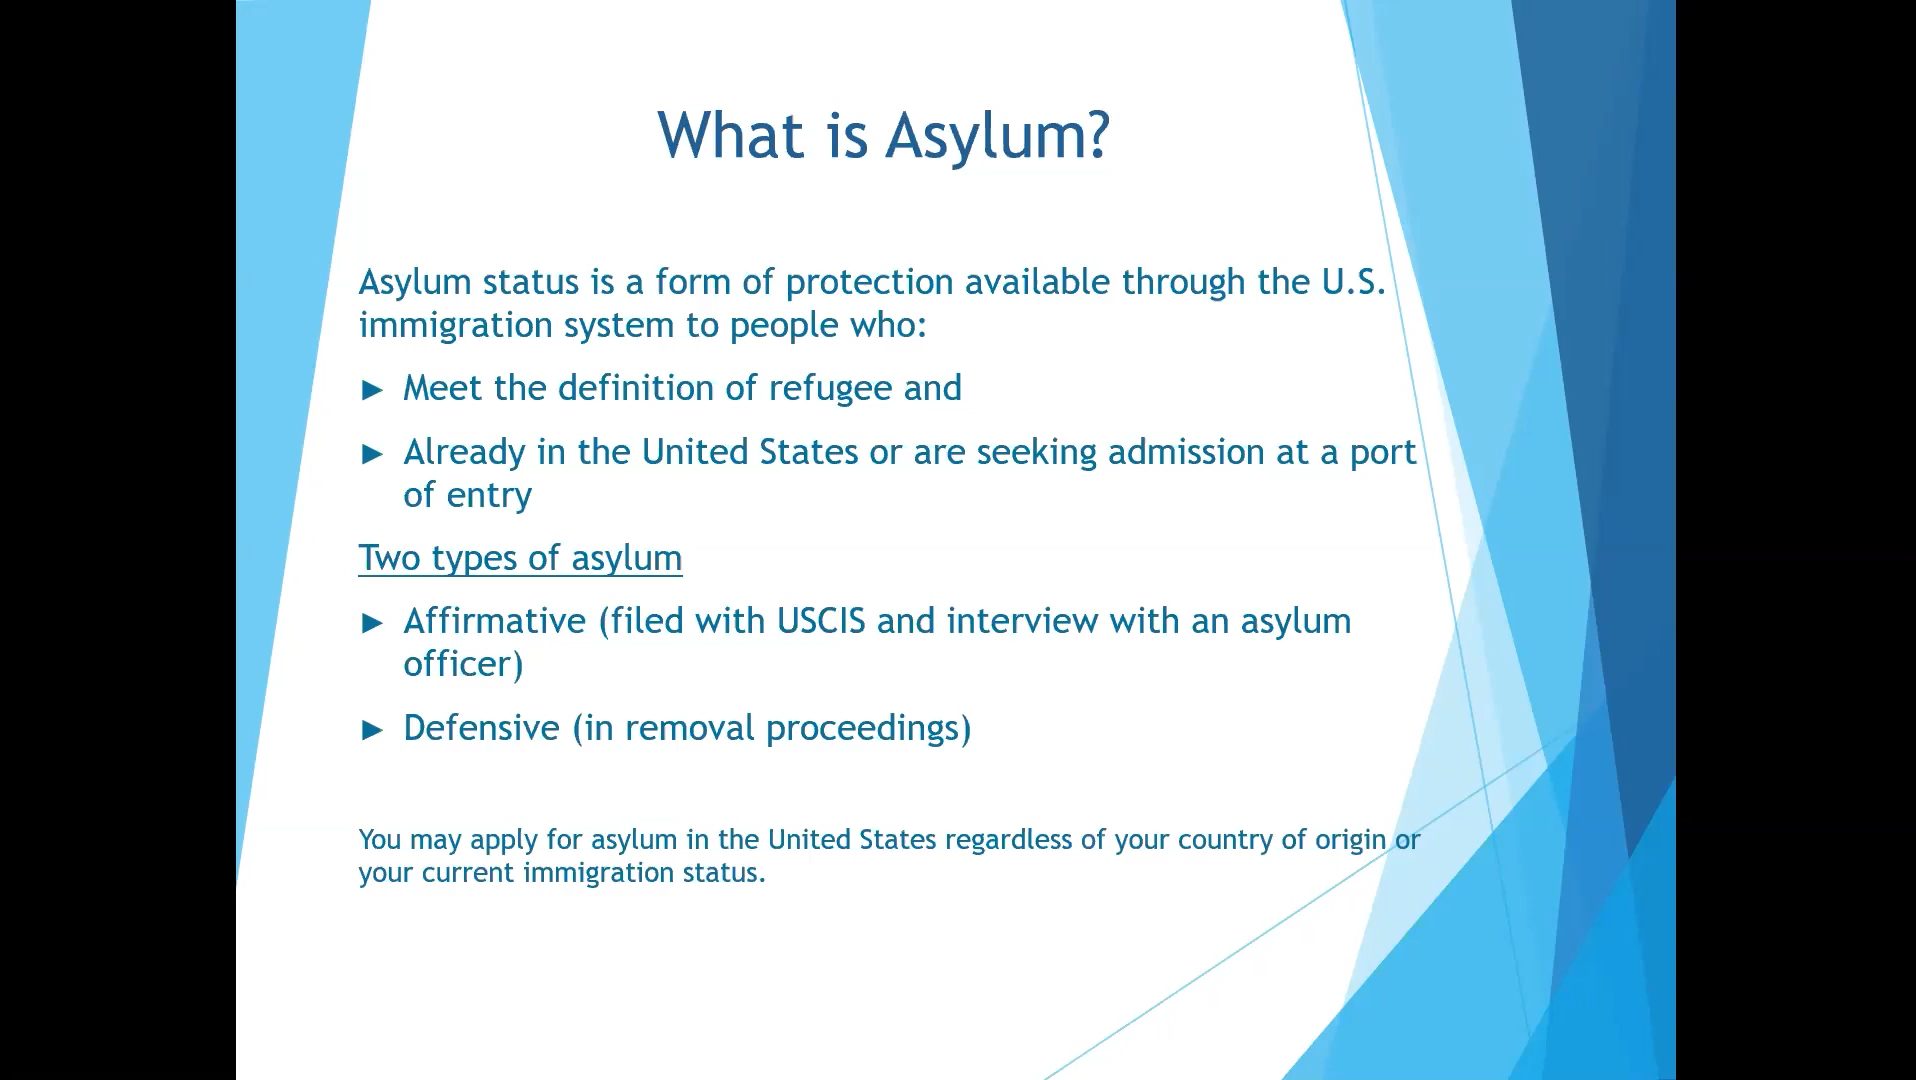 What is Asylum?
Asylum status is a form of protection available through the U.S.
immigration system to people who:
► Meet the definition of refugee and
► Already in the United States or are seeking admission at a port
of entry
Two types of asylum
► Affirmative (filed with USCIS and interview with an asylum
officer)
► Defensive (in removal proceedings)
You may apply for asylum in the United States regardless of your country of origin or
your current immigration status.